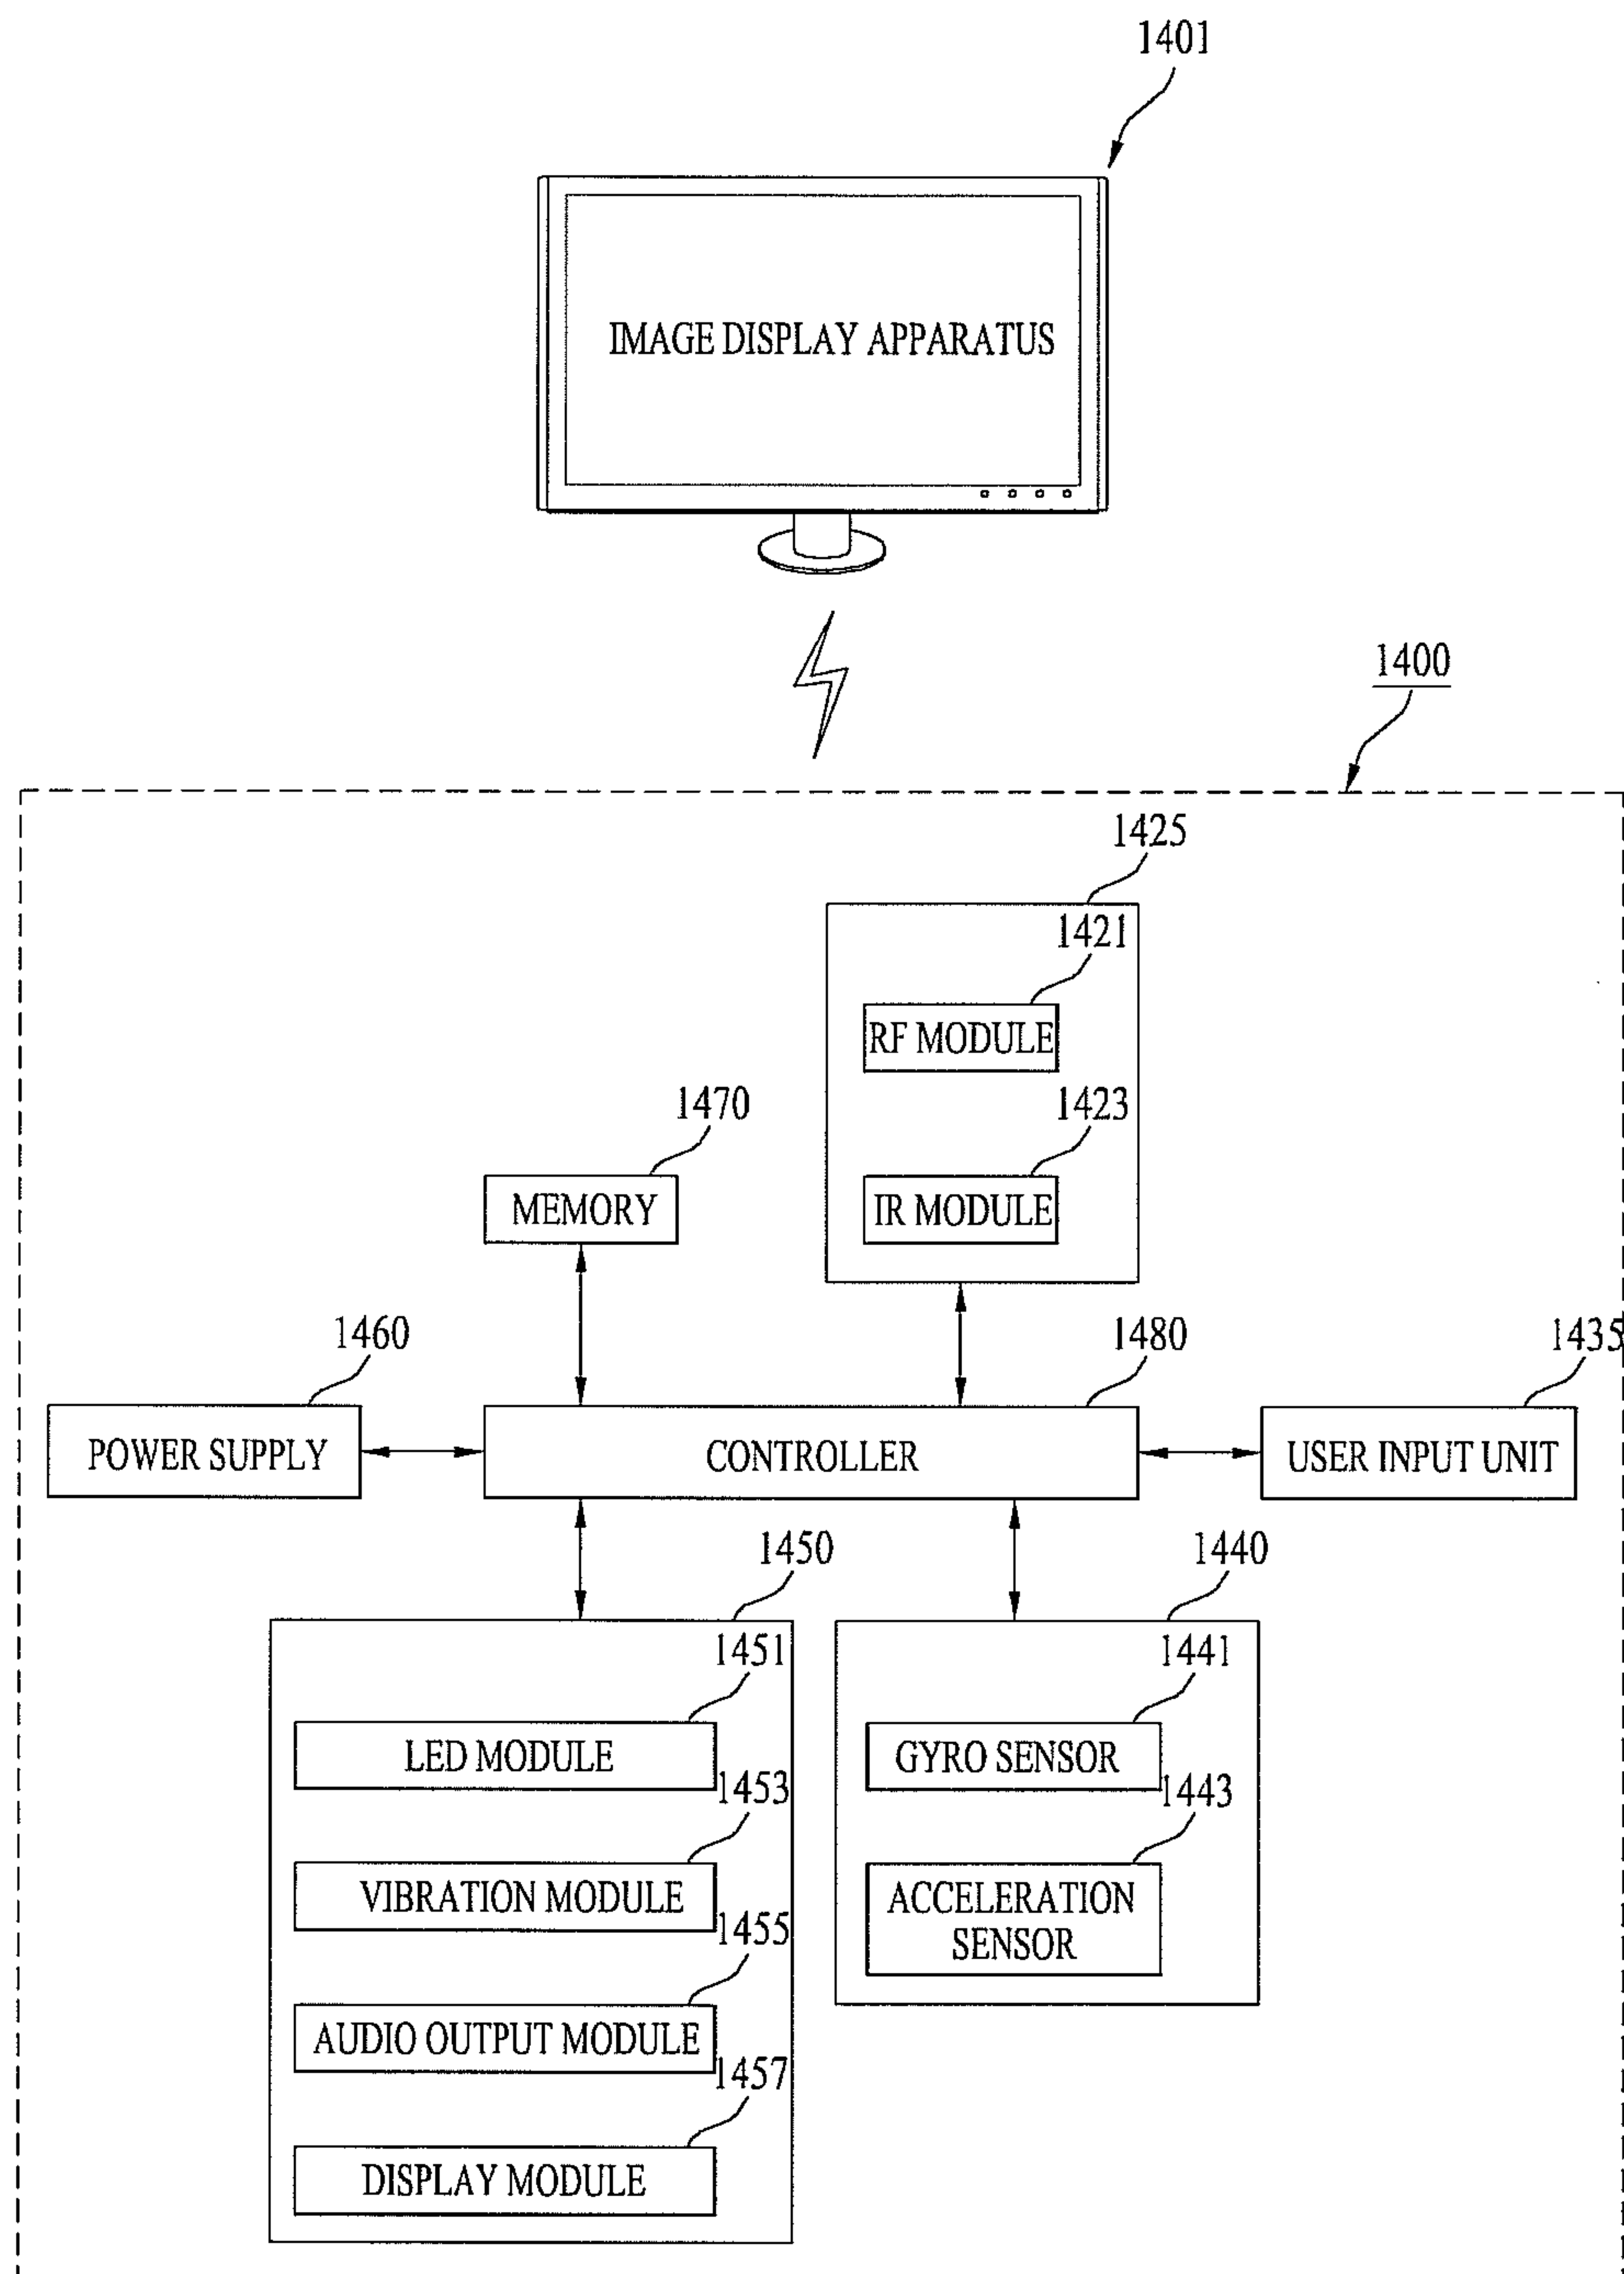 1401
IMAGE DISPLAY APPARATUS
1400
1425
1421
RF MODULE
1470
1423
MEMORY
IR MODULE
1460
1480
1435
POWER SUPPLY
CONTROLLER
USER INPUT UNIT
1450
1440
1451
1441
LED MODULE
GYRO SENSOR
1453
1443
VIBRATION MODULE
ACCELERATION
SENSOR
1455
AUDIO OUTPUT MODULE
1457
DISPLAY MODULE